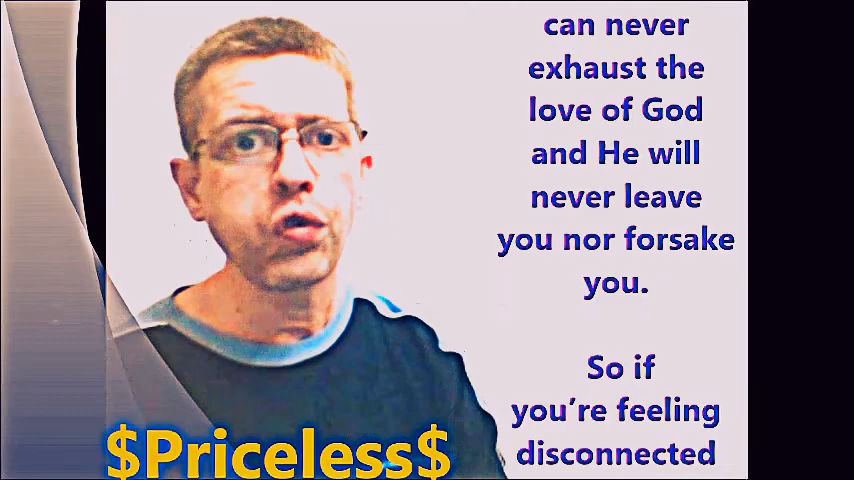 can never
exhaust the
love of God
and He will
never leave
you nor forsake
you.
So if
you’re feeling
disconnected
$Priceless$